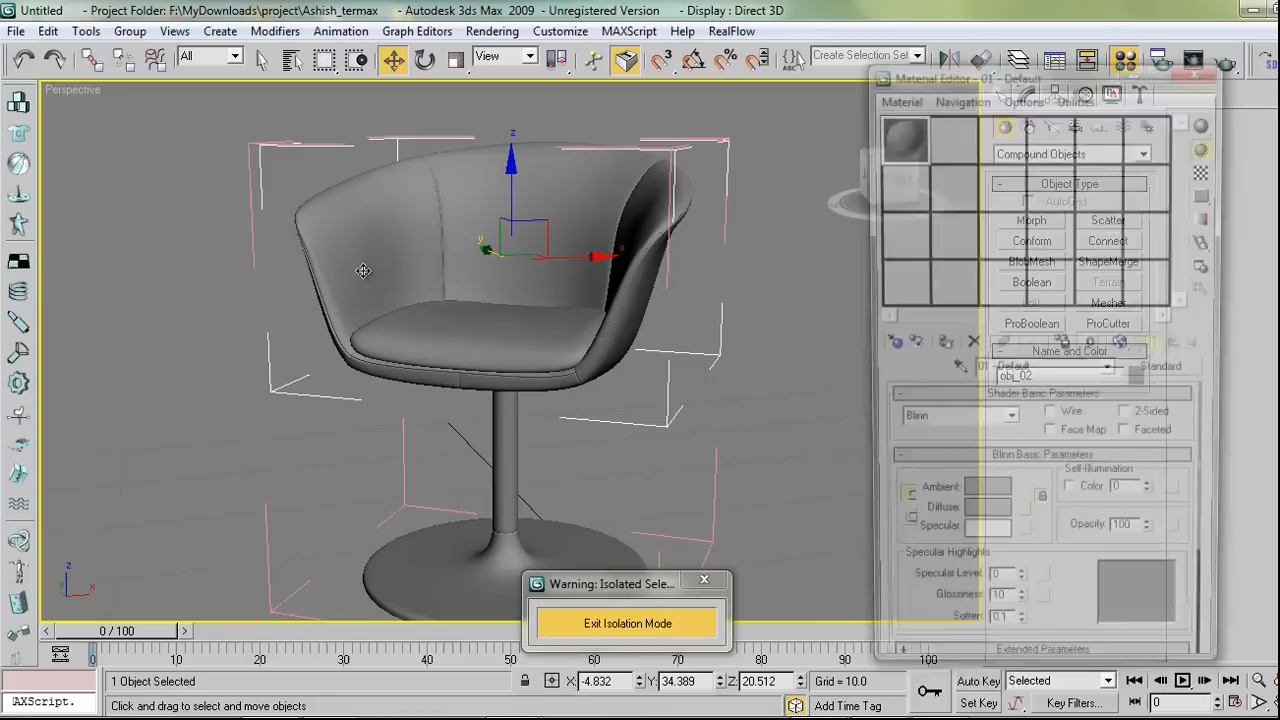 Untitled - Project Folder: F:\MyDownloads\project\Ashish_termax - Autodesk 3ds Max 2009 - Unregistered Version - Display : Direct 3D
File Edit Tools Group Views Create Modifiers Animation Graph Editors Rendering Customize MAXScript Help RealFlow
All
View
3
Create Selection Sel
Perspective
Material Editor - 01 - Default
Material Navigation Options Utilities
Compound Objects
Object Type
AutoGrid
Morph Scatter
Conform Connect
BlobMesh ShapeMerge
Boolean Terrain
Mesher
ProBoolean ProCutter
Name and Color
01 - Default Standard
obj_02
Shader Basic Parameters
Blinn Wire 2-Sided
Face Map Faceted
Blinn Basic Parameters
Self-Illumination
Ambient: Color 0
Diffuse:
Specular: Opacity: 100
Specular Highlights
Specular Level: 0
Glossiness: 10
Soften: 0.1
Extended Parameters
z
y
x
z
y
x
Warning: Isolated Sele...
Exit Isolation Mode
0 / 100
0 10 20 30 40 50 60 70 80 90 100
1 Object Selected X: -4.832 Y: 34.389 Z: 20.512 Grid = 10.0 Auto Key Selected
AXScript. Click and drag to select and move objects Add Time Tag Set Key Key Filters... 0